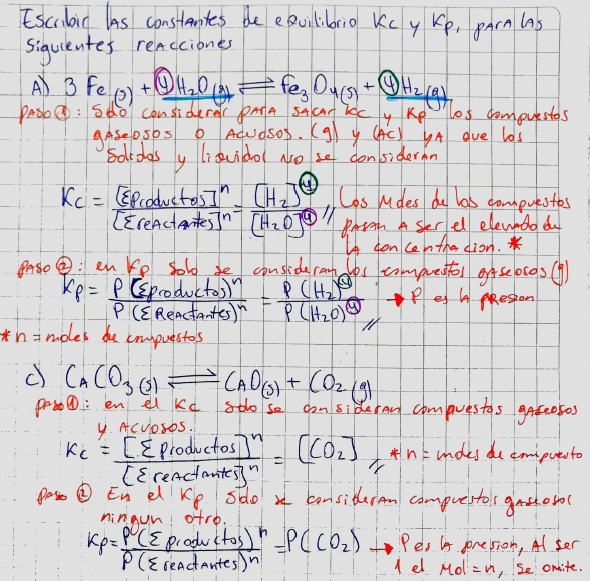 Escribir las constantes de equilibrio Kc y Kp, para las
siguientes reacciones
A) 3 Fe(s) + 4 H2O(g) ⇌ Fe3O4(s) + 4 H2(g)
PASO ①: Solo considerar para sacar Kc y Kp los compuestos
gaseosos o acuosos. (g) y (AC) ya que los
Solidos y liquidos no se consideran
Kc = [Σproductos]^n / [Σreactantes]^n = [H2]^4 / [H2O]^4 // Los Moles de los compuestos
pasan a ser el elevado de
la concentracion. *
PASO ②: en Kp solo se consideran los compuestos gaseosos (g)
Kp = P(Σproductos)^n / P(ΣReactantes)^n = P(H2)^4 / P(H2O)^4 // → P es la presion
* n = moles de compuestos
c) CaCO3(s) ⇌ CaO(s) + CO2(g)
paso ①: en el Kc solo se consideran compuestos gaseosos
y acuosos.
Kc = [Σproductos]^n / [Σreactantes]^n = [CO2] // * n = moles de compuesto
Paso ② En el Kp solo se consideran compuestos gaseosos
ningun otro.
Kp = P(Σproductos)^n / P(Σreactantes)^n = P(CO2) → P es la presion, Al ser
1 el Mol = n, se omite.